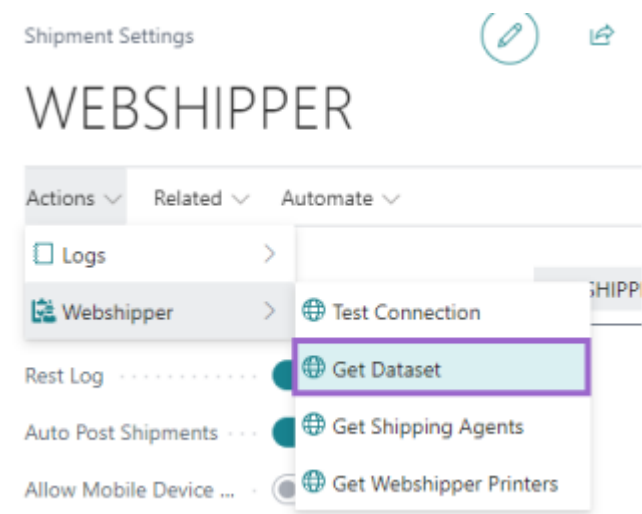 Shipment Settings
WEBSHIPPER
Actions Related Automate
Logs
SHIPP
Webshipper
Test Connection
Rest Log
Get Dataset
Auto Post Shipments
Get Shipping Agents
Allow Mobile Device ...
Get Webshipper Printers